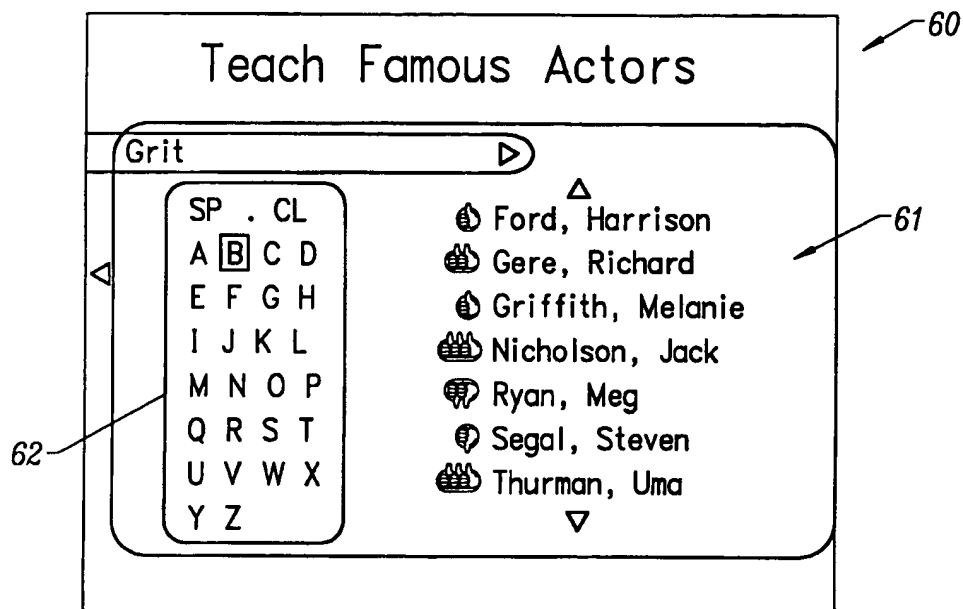 60
Teach Famous Actors
Grit
SP . CL
A B C D
E F G H
I J K L
M N O P
Q R S T
U V W X
Y Z
62
Ford, Harrison
Gere, Richard
Griffith, Melanie
Nicholson, Jack
Ryan, Meg
Segal, Steven
Thurman, Uma
61